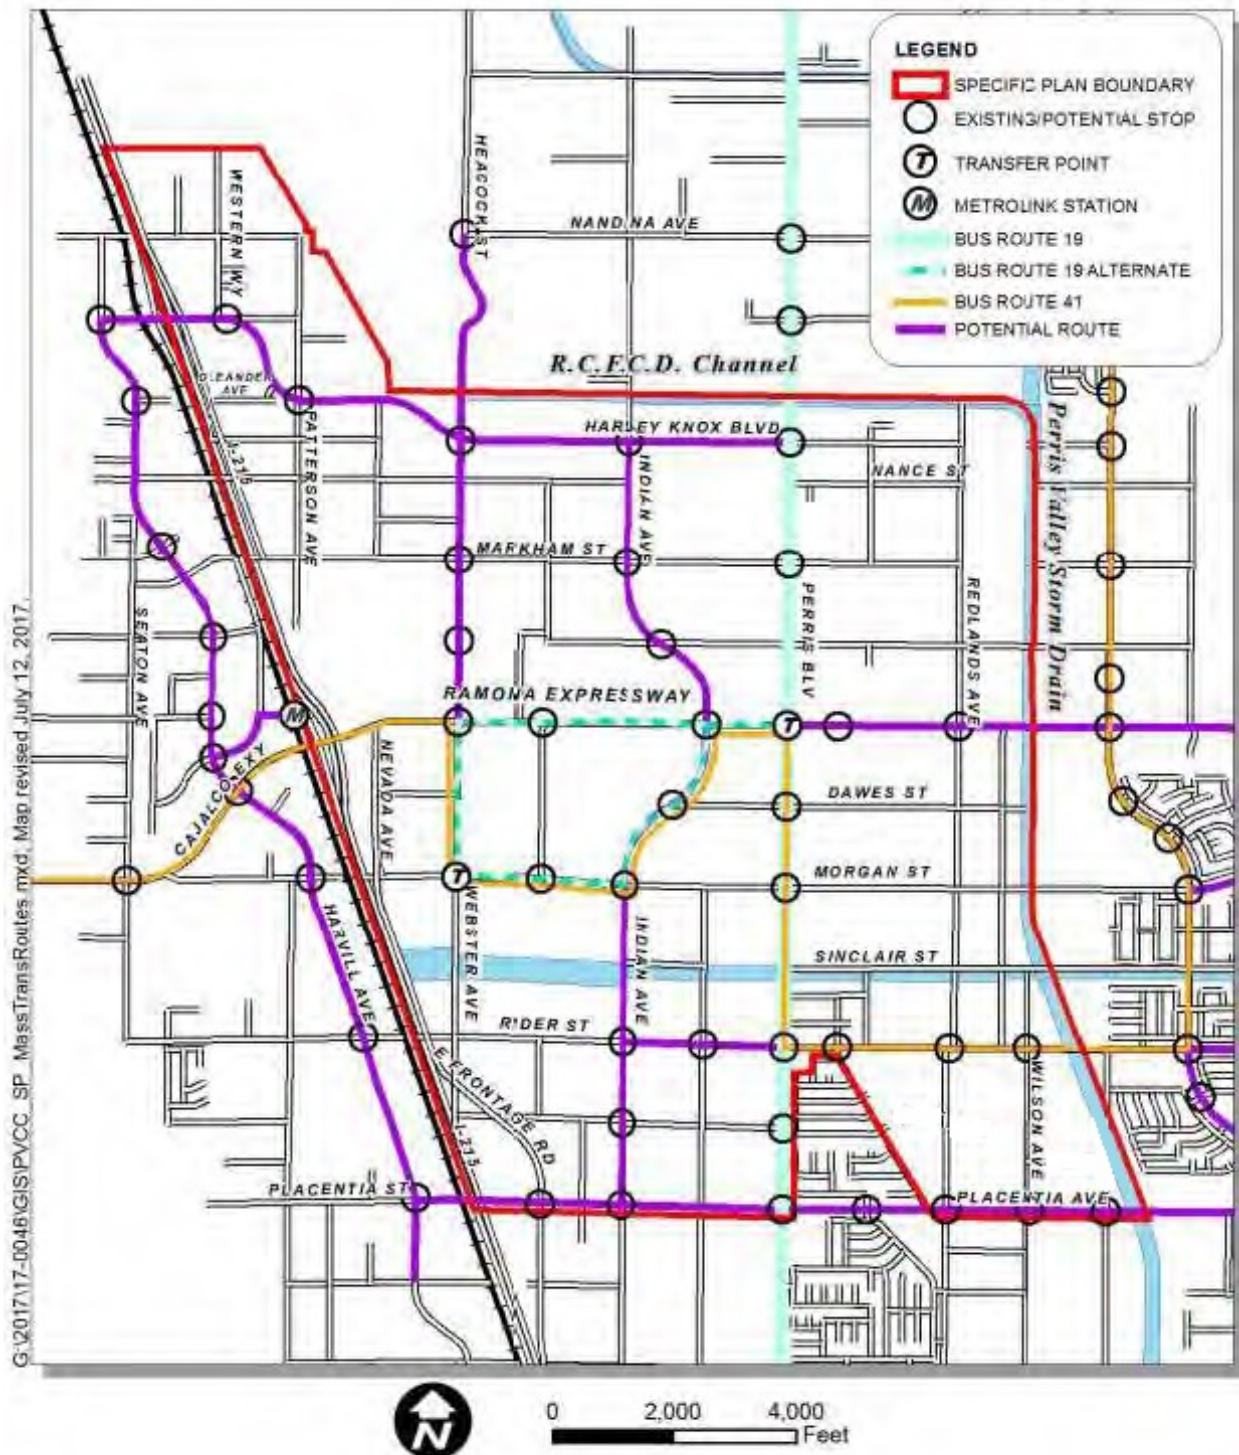 LEGEND
SPECIFIC PLAN BOUNDARY
EXISTING/POTENTIAL STOP
T TRANSFER POINT
M METROLINK STATION
BUS ROUTE 19
BUS ROUTE 19 ALTERNATE
BUS ROUTE 41
POTENTIAL ROUTE
HEACOCK ST
WESTERN WY
NANDINA AVE
R.C.F.C.D. Channel
OLEANDER
AVE
HARLEY KNOX BLVD
PATTERSON AVE
I-215
INDIAN AVE
NANCE ST
Perris Valley Storm Drain
MARKHAM ST
SEATON AVE
PERRIS BLV
REDLANDS AVE
RAMONA EXPRESSWAY
M
T
CAJALCO EXY
NEVADA AVE
DAWES ST
T
MORGAN ST
HARVILL AVE
WEBSTER AVE
INDIAN AVE
SINCLAIR ST
RIDER ST
E FRONTAGE RD
WILSON AVE
I-215
PLACENTIA ST
PLACENTIA AVE
G:\2017\17-0046\GIS\PVCC_SP_MassTransRoutes.mxd; Map revised July 12, 2017.
N
0 2,000 4,000
Feet